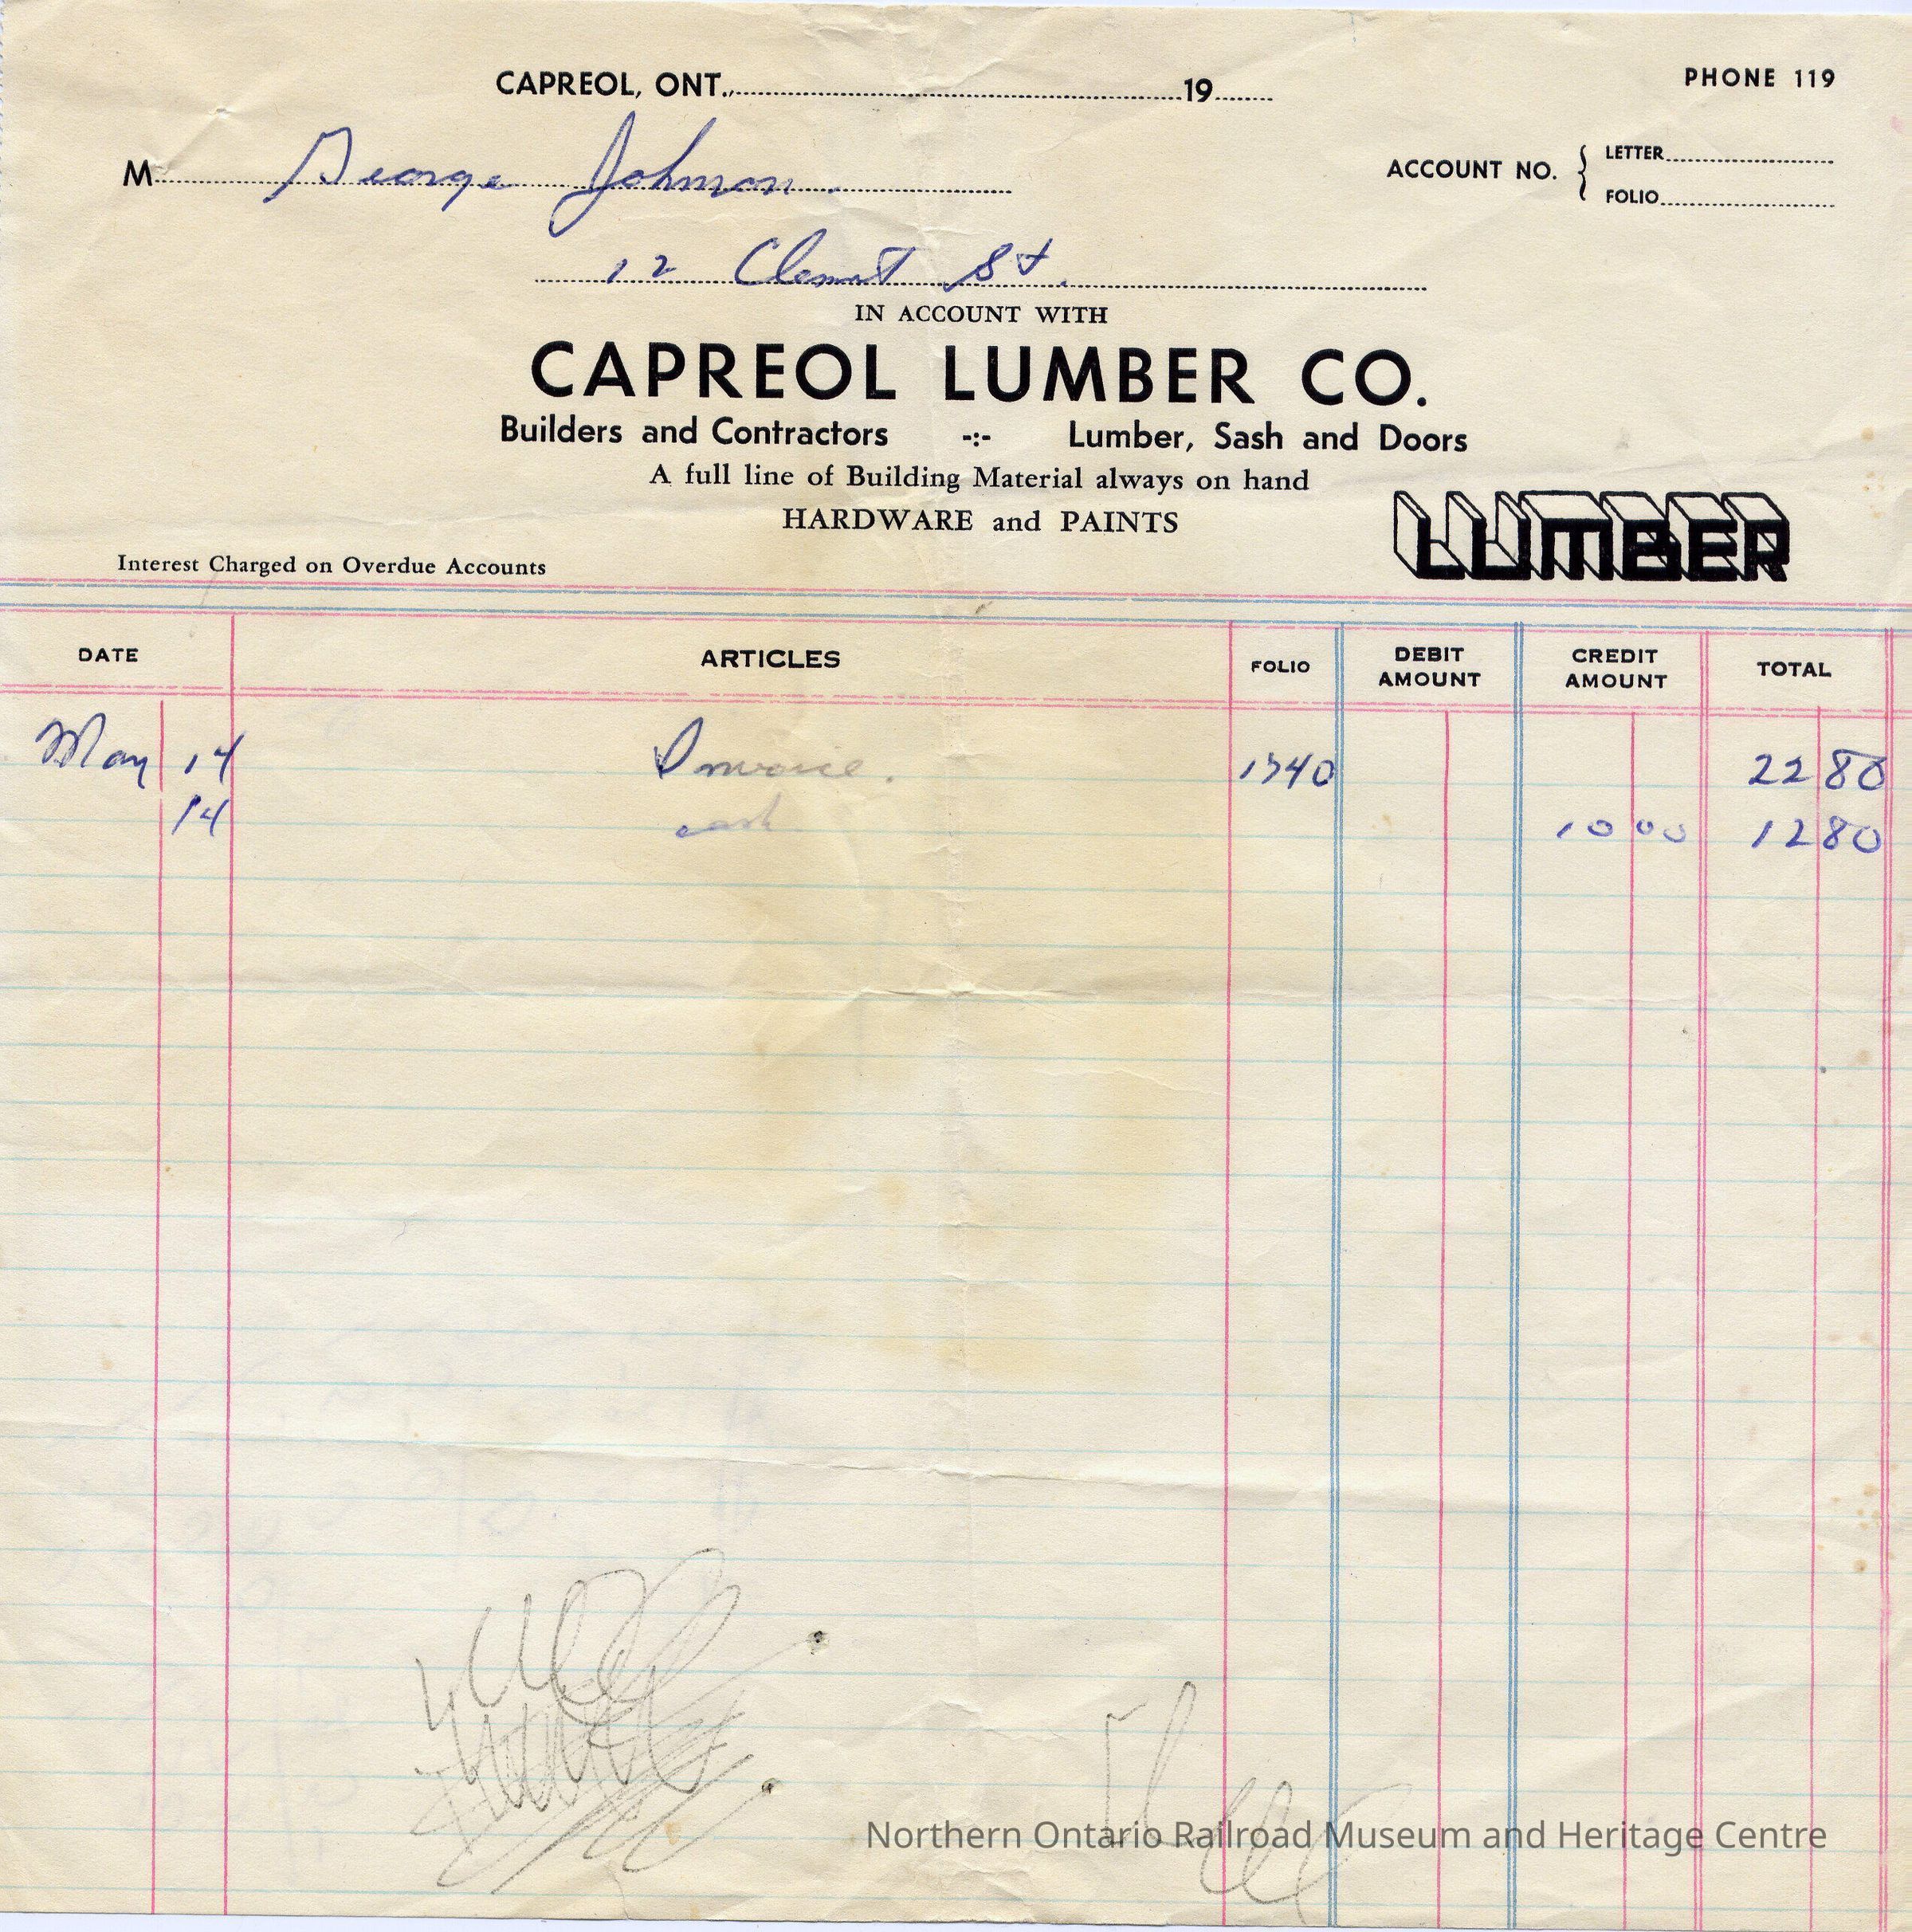 CAPREOL, ONT., 19
PHONE 119
M George Johnson.
ACCOUNT NO. { LETTER
FOLIO
12 Clemt St.
IN ACCOUNT WITH
CAPREOL LUMBER CO.
Builders and Contractors -:- Lumber, Sash and Doors
A full line of Building Material always on hand
HARDWARE and PAINTS
LUMBER
Interest Charged on Overdue Accounts
DATE ARTICLES FOLIO DEBIT AMOUNT CREDIT AMOUNT TOTAL
May 14 Invoice. 1540 22 80
14 cash 10 00 12 80
Northern Ontario Railroad Museum and Heritage Centre